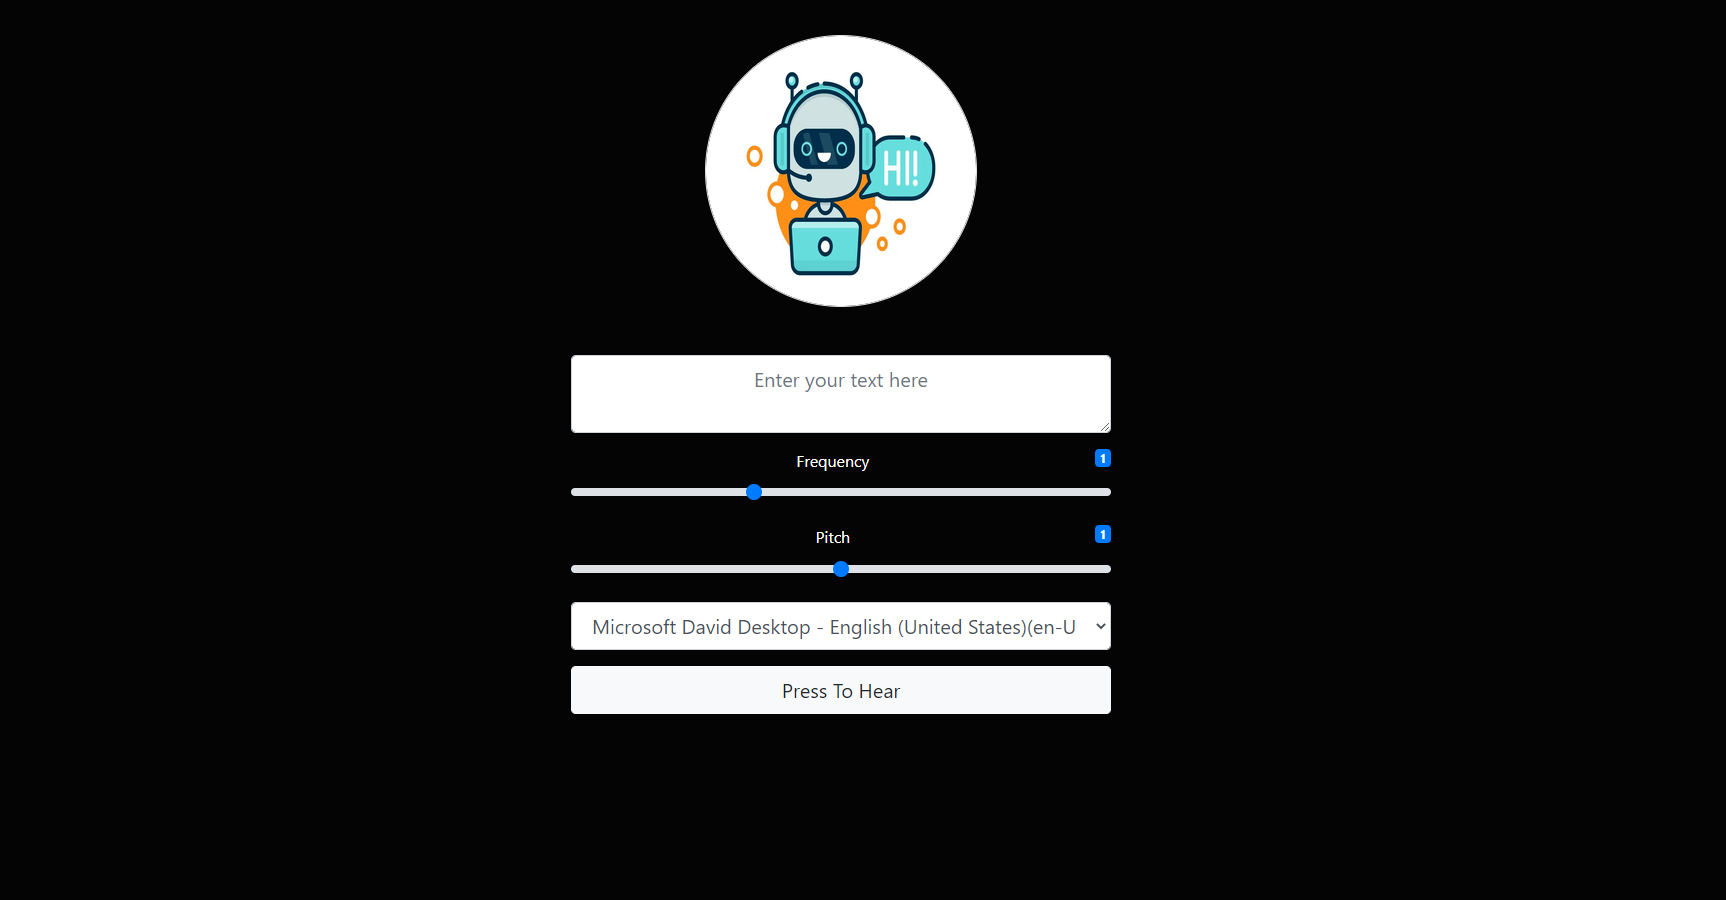 HI!
Enter your text here
Frequency
1
Pitch
1
Microsoft David Desktop - English (United States)(en-U
Press To Hear